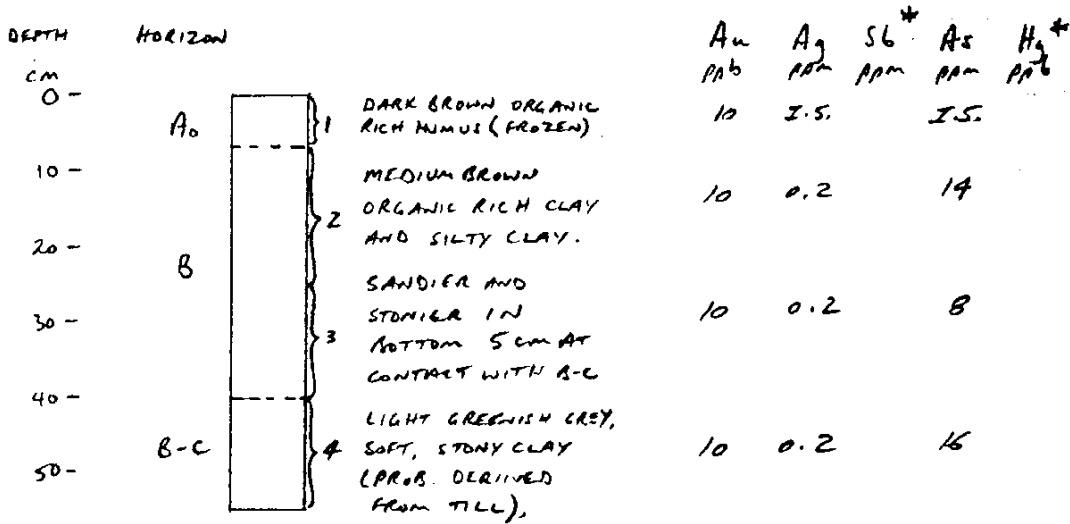 DEPTH HORIZON Au Ag Sb* As Hg*
CM ppb ppm ppm ppm ppb
0 -
A₀ 1 DARK BROWN ORGANIC 10 I.S. I.S.
RICH HUMUS (FROZEN)
10 - MEDIUM BROWN
2 ORGANIC RICH CLAY 10 0.2 14
AND SILTY CLAY.
20 -
B SANDIER AND
30 - STONIER IN 10 0.2 8
3 BOTTOM 5 cm AT
CONTACT WITH B-C
40 -
LIGHT GREENISH GREY,
B-C 4 SOFT, STONY CLAY 10 0.2 16
50 - (PROB. DERIIVED
FROM TILL),